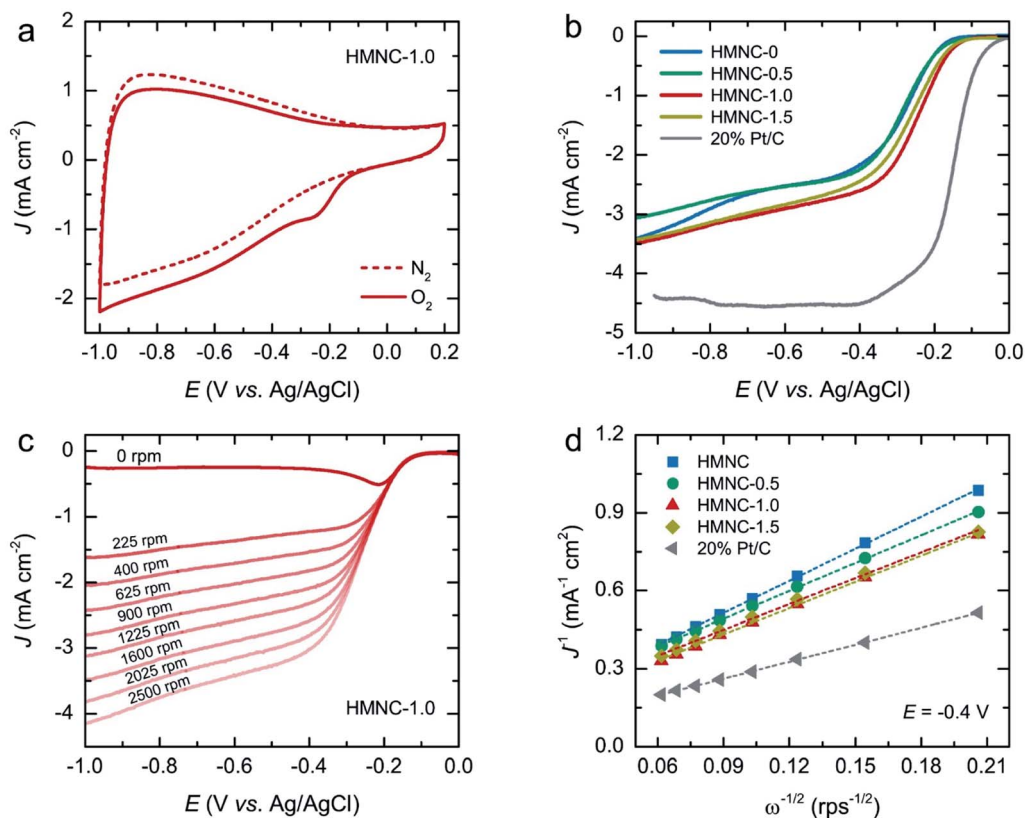 a
HMNC-1.0
J (mA cm⁻²)
2
1
0
-1
-2
N₂
O₂
-1.0 -0.8 -0.6 -0.4 -0.2 0.0 0.2
E (V vs. Ag/AgCl)
b
HMNC-0
HMNC-0.5
HMNC-1.0
HMNC-1.5
20% Pt/C
J (mA cm⁻²)
0
-1
-2
-3
-4
-5
-1.0 -0.8 -0.6 -0.4 -0.2 0.0
E (V vs. Ag/AgCl)
c
J (mA cm⁻²)
0
-1
-2
-3
-4
0 rpm
225 rpm
400 rpm
625 rpm
900 rpm
1225 rpm
1600 rpm
2025 rpm
2500 rpm
HMNC-1.0
-1.0 -0.8 -0.6 -0.4 -0.2 0.0
E (V vs. Ag/AgCl)
d
HMNC
HMNC-0.5
HMNC-1.0
HMNC-1.5
20% Pt/C
J⁻¹ (mA⁻¹ cm²)
1.2
0.9
0.6
0.3
0.0
E = -0.4 V
0.06 0.09 0.12 0.15 0.18 0.21
ω⁻¹/² (rps⁻¹/²)